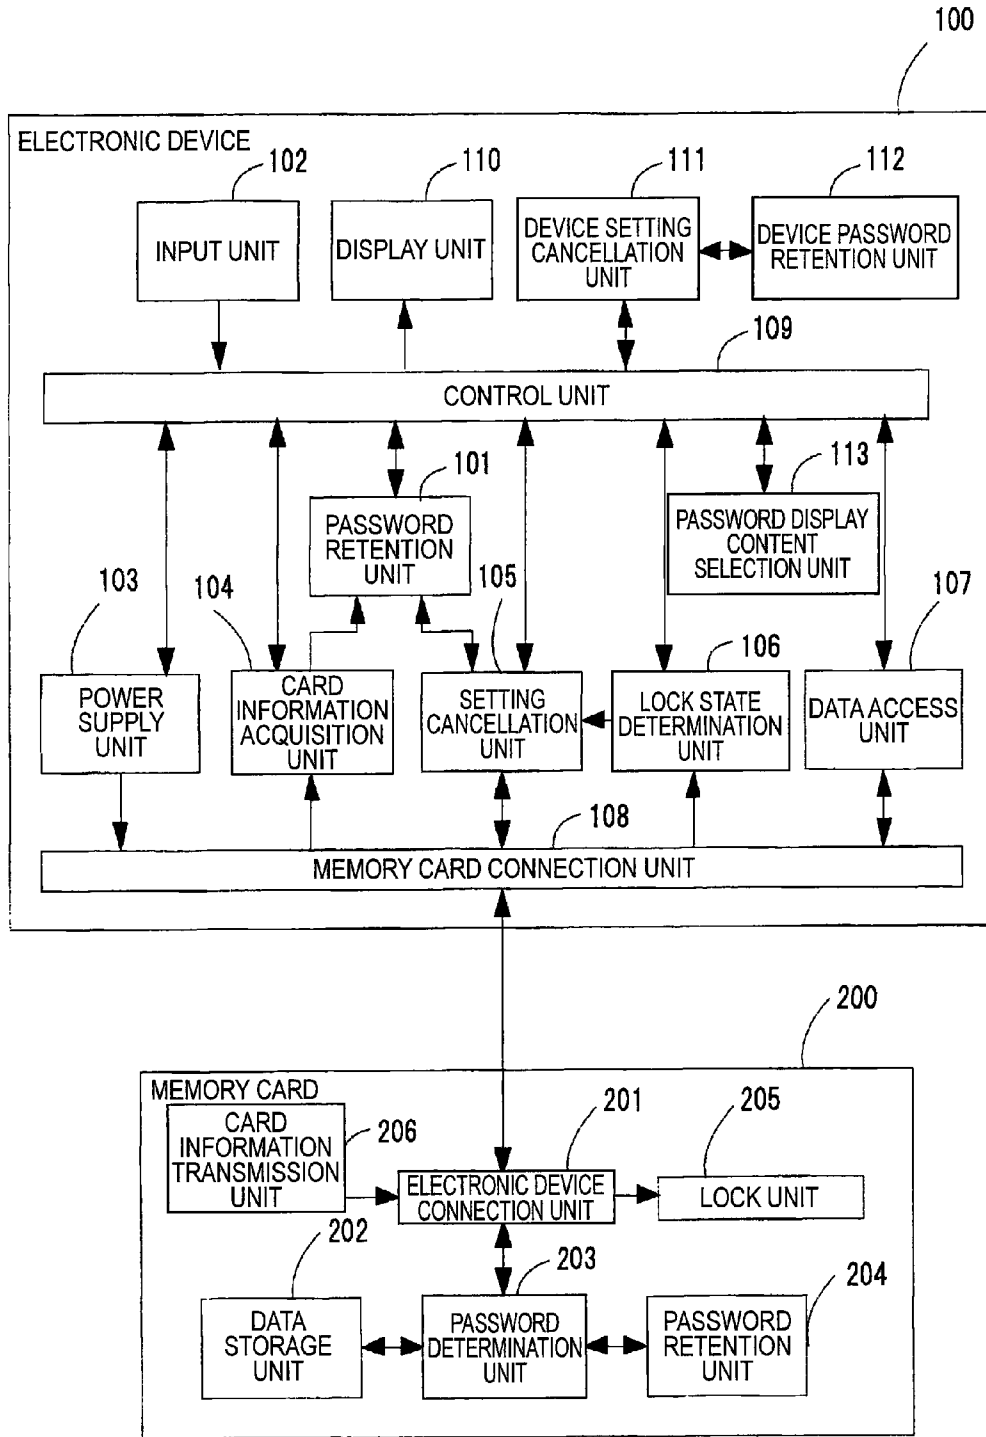 100
ELECTRONIC DEVICE
102
110
111
112
INPUT UNIT
DISPLAY UNIT
DEVICE SETTING
CANCELLATION
UNIT
DEVICE PASSWORD
RETENTION UNIT
109
CONTROL UNIT
101
113
PASSWORD
RETENTION
UNIT
PASSWORD DISPLAY
CONTENT
SELECTION UNIT
103
104
105
106
107
POWER
SUPPLY
UNIT
CARD
INFORMATION
ACQUISITION
UNIT
SETTING
CANCELLATION
UNIT
LOCK STATE
DETERMINATION
UNIT
DATA ACCESS
UNIT
108
MEMORY CARD CONNECTION UNIT
200
MEMORY CARD
CARD
INFORMATION
TRANSMISSION
UNIT
206
201
205
ELECTRONIC DEVICE
CONNECTION UNIT
LOCK UNIT
202
203
204
DATA
STORAGE
UNIT
PASSWORD
DETERMINATION
UNIT
PASSWORD
RETENTION
UNIT